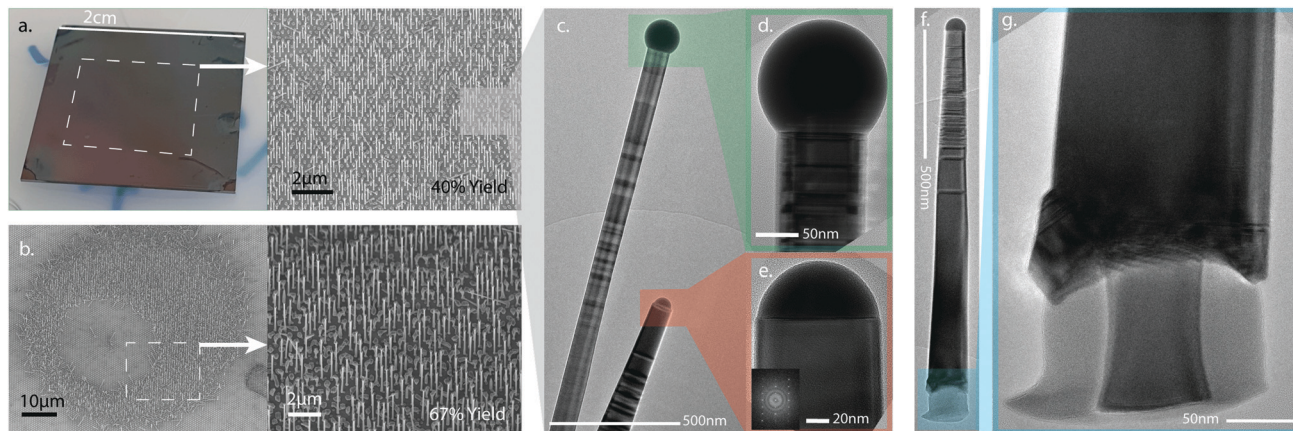 a.
2cm
2μm
40% Yield
b.
10μm
2μm
67% Yield
c.
500nm
d.
50nm
e.
20nm
f.
500nm
g.
50nm